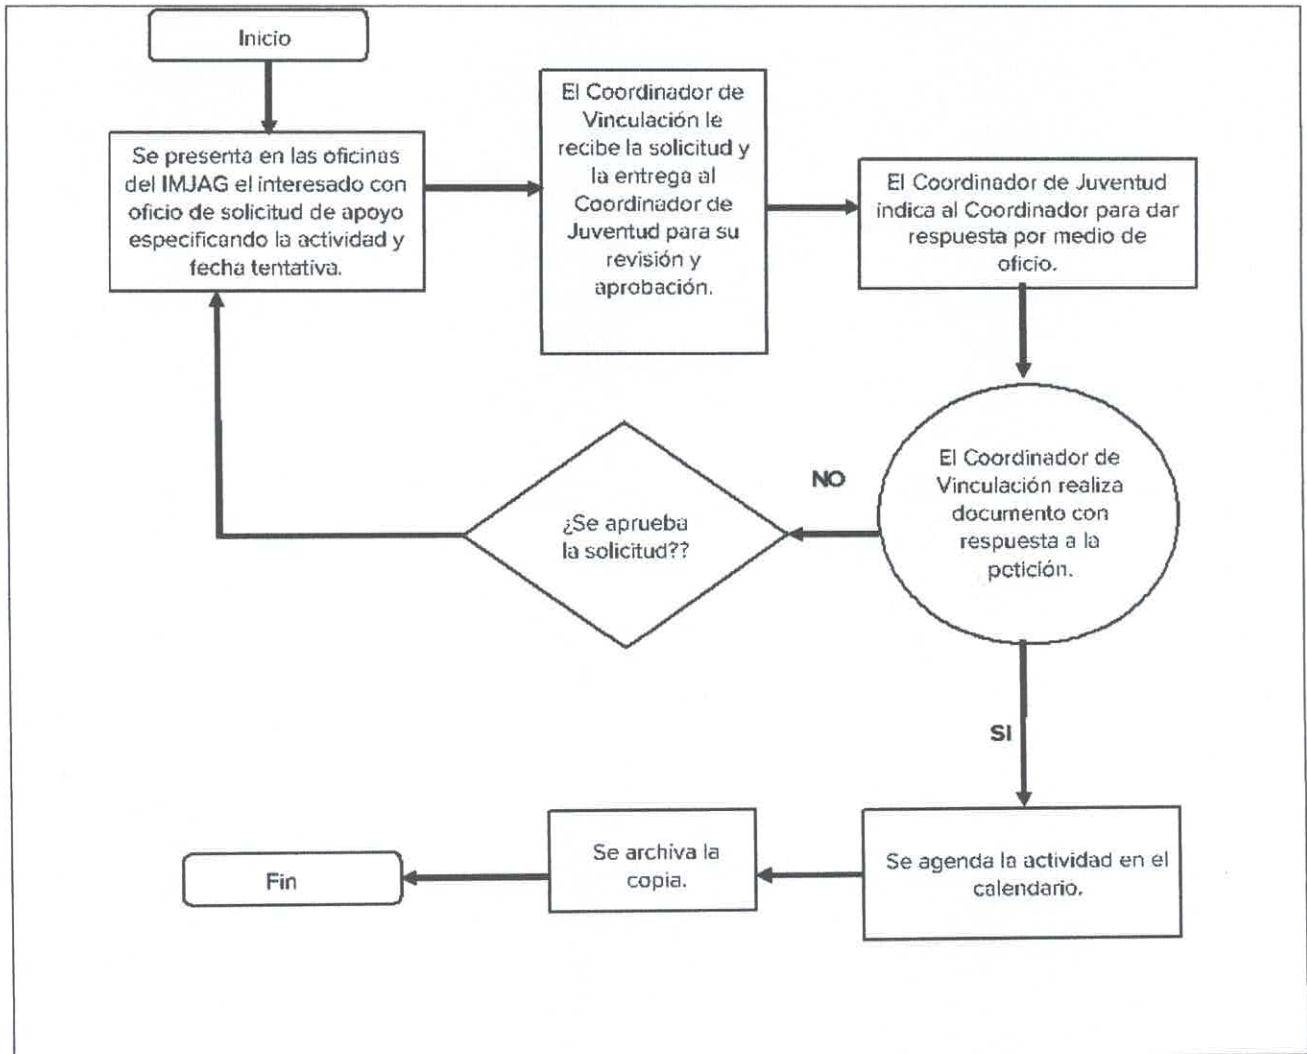 Inicio
Se presenta en las oficinas
del IMJAG el interesado con
oficio de solicitud de apoyo
especificando la actividad y
fecha tentativa.
El Coordinador de
Vinculación le
recibe la solicitud y
la entrega al
Coordinador de
Juventud para su
revisión y
aprobación.
El Coordinador de Juventud
indica al Coordinador para dar
respuesta por medio de
oficio.
El Coordinador de
Vinculación realiza
documento con
respuesta a la
petición.
NO
¿Se aprueba
la solicitud??
SI
Se agenda la actividad en el
calendario.
Se archiva la
copia.
Fin